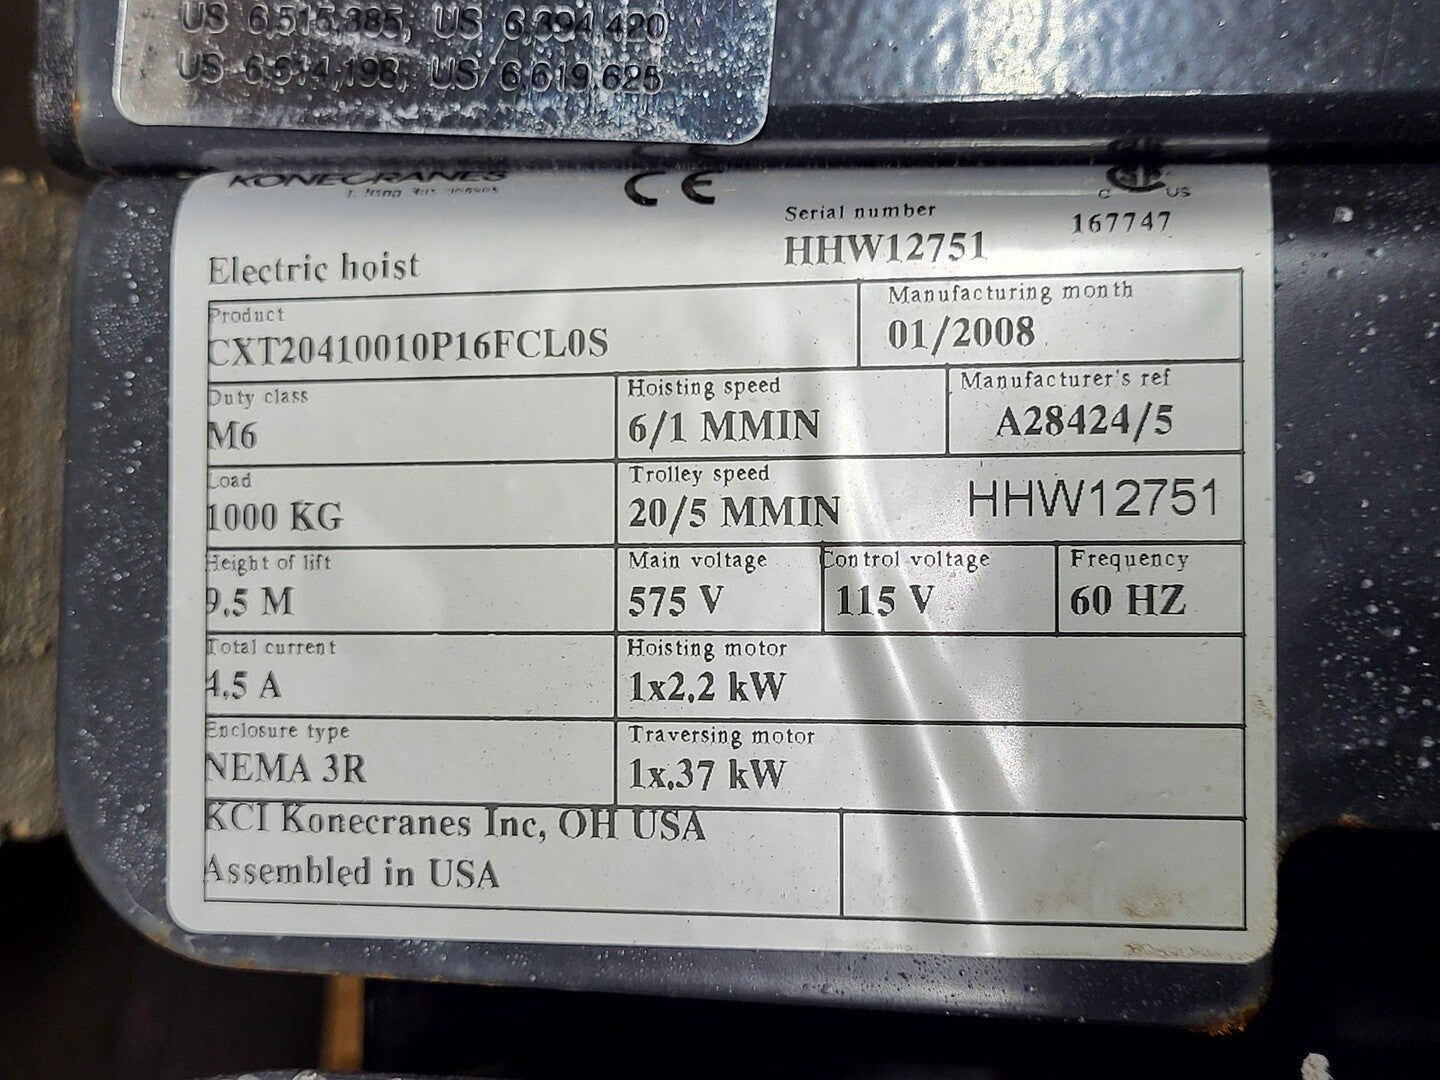 US 6,515,385, US 6,394,420
US 6,614,198, US 6,619,625
KONECRANES
CE
C US
Serial number
167747
HHW12751
Electric hoist
Product
CXT20410010P16FCL0S
Manufacturing month
01/2008
Duty class
M6
Hoisting speed
6/1 MMIN
Manufacturer's ref
A28424/5
Load
1000 KG
Trolley speed
20/5 MMIN
HHW12751
Height of lift
9.5 M
Main voltage
575 V
Control voltage
115 V
Frequency
60 HZ
Total current
4.5 A
Hoisting motor
1x2.2 kW
Enclosure type
NEMA 3R
Traversing motor
1x.37 kW
KCI Konecranes Inc, OH USA
Assembled in USA